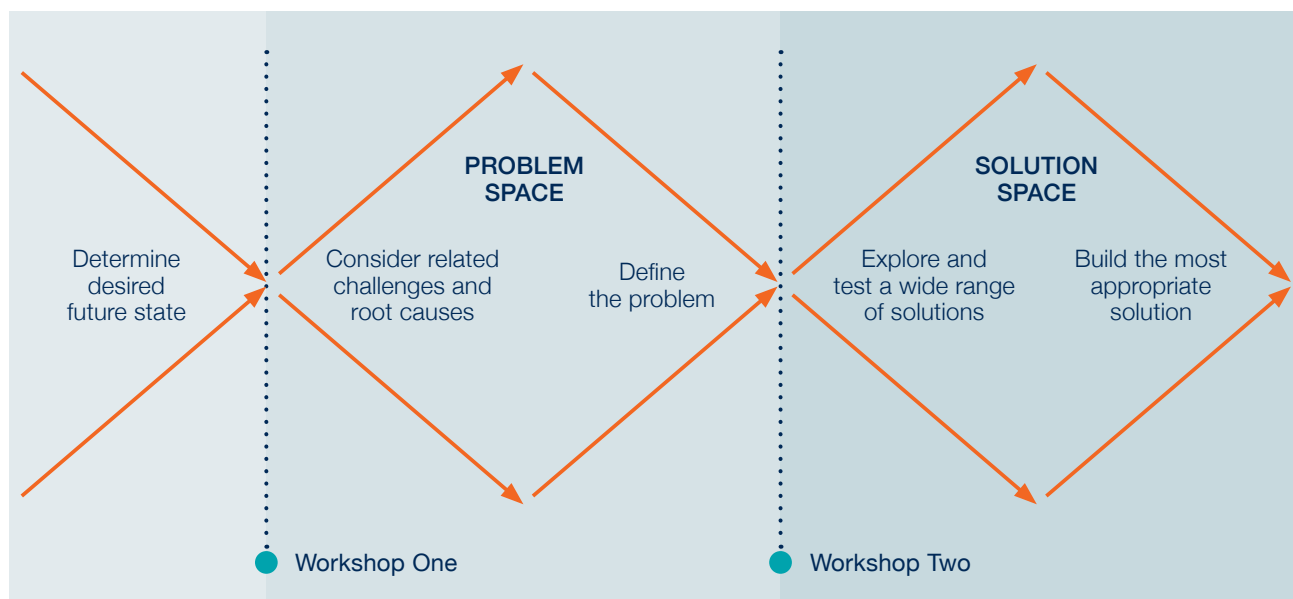 PROBLEM
SPACE
SOLUTION
SPACE
Determine
desired
future state
Consider related
challenges and
root causes
Define
the problem
Explore and
test a wide range
of solutions
Build the most
appropriate
solution
Workshop One
Workshop Two